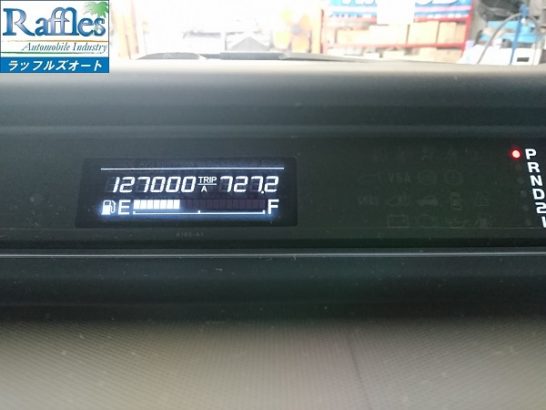 Raffles
Automobile Industry
ラッフルズオート
127000 TRIP A 727.2
E F
P
R
N
D
2